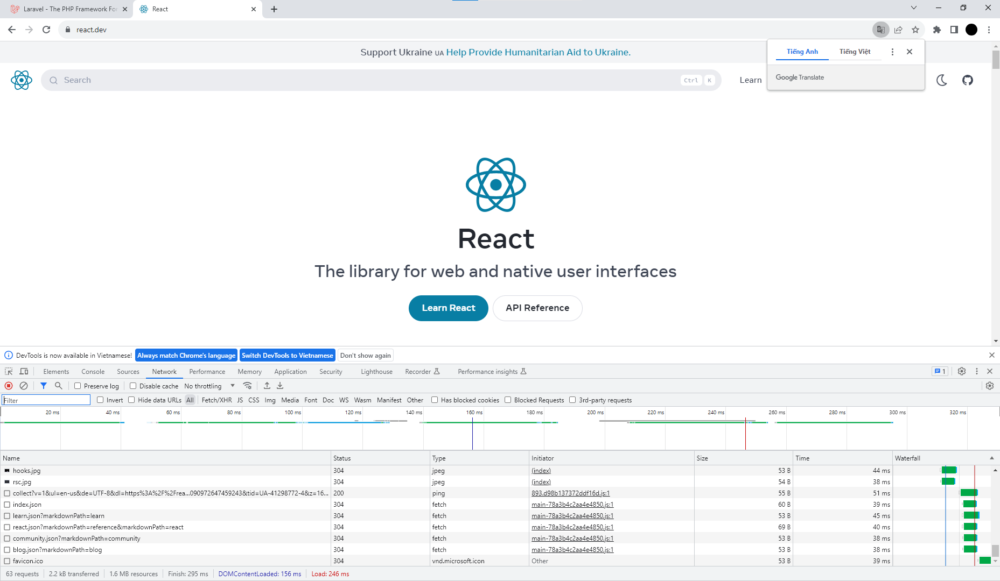 Laravel - The PHP Framework For
React
react.dev
Support Ukraine UA Help Provide Humanitarian Aid to Ukraine.
Tiếng Anh Tiếng Việt
Google Translate
Search Ctrl K Learn
React
The library for web and native user interfaces
Learn React API Reference
DevTools is now available in Vietnamese! Always match Chrome's language Switch DevTools to Vietnamese Don't show again
Elements Console Sources Network Performance Memory Application Security Lighthouse Recorder Performance insights 1
Preserve log Disable cache No throttling
Filter Invert Hide data URLs All Fetch/XHR JS CSS Img Media Font Doc WS Wasm Manifest Other Has blocked cookies Blocked Requests 3rd-party requests
20 ms 40 ms 60 ms 80 ms 100 ms 120 ms 140 ms 160 ms 180 ms 200 ms 220 ms 240 ms 260 ms 280 ms 300 ms 320 ms
Name Status Type Initiator Size Time Waterfall
hooks.jpg 304 jpeg (index) 53 B 44 ms
rsc.jpg 304 jpeg (index) 54 B 38 ms
collect?v=1&ul=en-us&de=UTF-8&dl=https%3A%2F%2Frea...090972647459243&tid=UA-41298772-4&z=16... 200 ping 893.d98b137372ddf16d.js:1 55 B 51 ms
index.json 304 fetch main-78a3b4c2aa4e4850.js:1 60 B 39 ms
learn.json?markdownPath=learn 304 fetch main-78a3b4c2aa4e4850.js:1 53 B 45 ms
react.json?markdownPath=reference&markdownPath=react 304 fetch main-78a3b4c2aa4e4850.js:1 69 B 40 ms
community.json?markdownPath=community 304 fetch main-78a3b4c2aa4e4850.js:1 53 B 38 ms
blog.json?markdownPath=blog 304 fetch main-78a3b4c2aa4e4850.js:1 53 B 38 ms
favicon.ico 304 vnd.microsoft.icon Other 53 B 39 ms
63 requests 2.2 kB transferred 1.6 MB resources Finish: 295 ms DOMContentLoaded: 156 ms Load: 246 ms